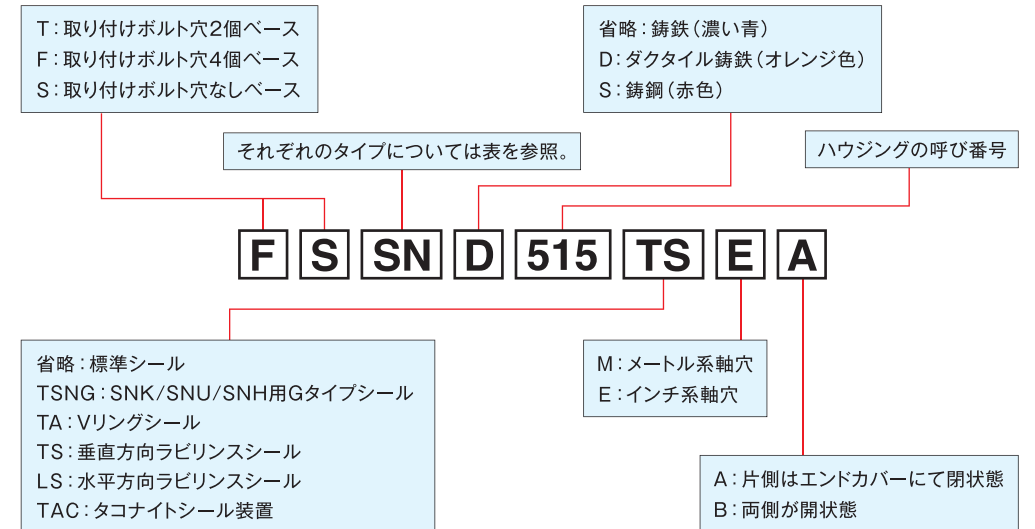 T：取り付けボルト穴2個ベース
F：取り付けボルト穴4個ベース
S：取り付けボルト穴なしベース
省略：鋳鉄（濃い青）
D：ダクタイル鋳鉄（オレンジ色）
S：鋳鋼（赤色）
それぞれのタイプについては表を参照。
ハウジングの呼び番号
F S SN D 515 TS E A
省略：標準シール
TSNG：SNK/SNU/SNH用Gタイプシール
TA：Vリングシール
TS：垂直方向ラビリンスシール
LS：水平方向ラビリンスシール
TAC：タコナイトシール装置
M：メートル系軸穴
E：インチ系軸穴
A：片側はエンドカバーにて閉状態
B：両側が開状態